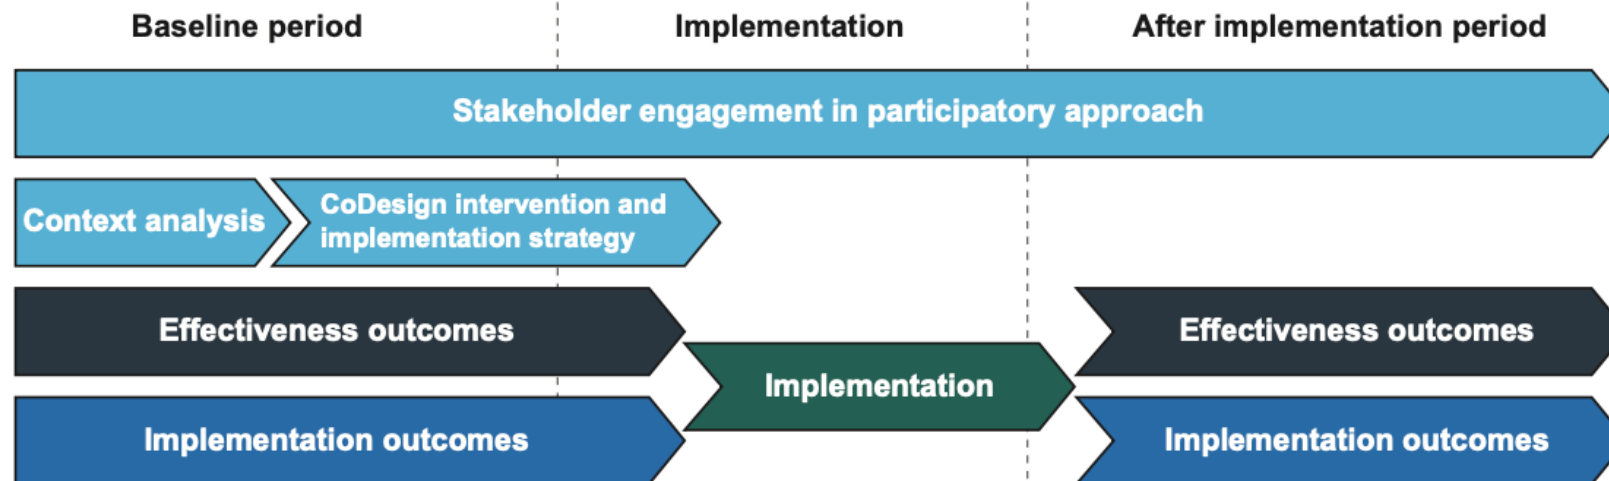 Baseline period
Implementation
After implementation period
Stakeholder engagement in participatory approach
Context analysis
CoDesign intervention and
implementation strategy
Effectiveness outcomes
Effectiveness outcomes
Implementation
Implementation outcomes
Implementation outcomes